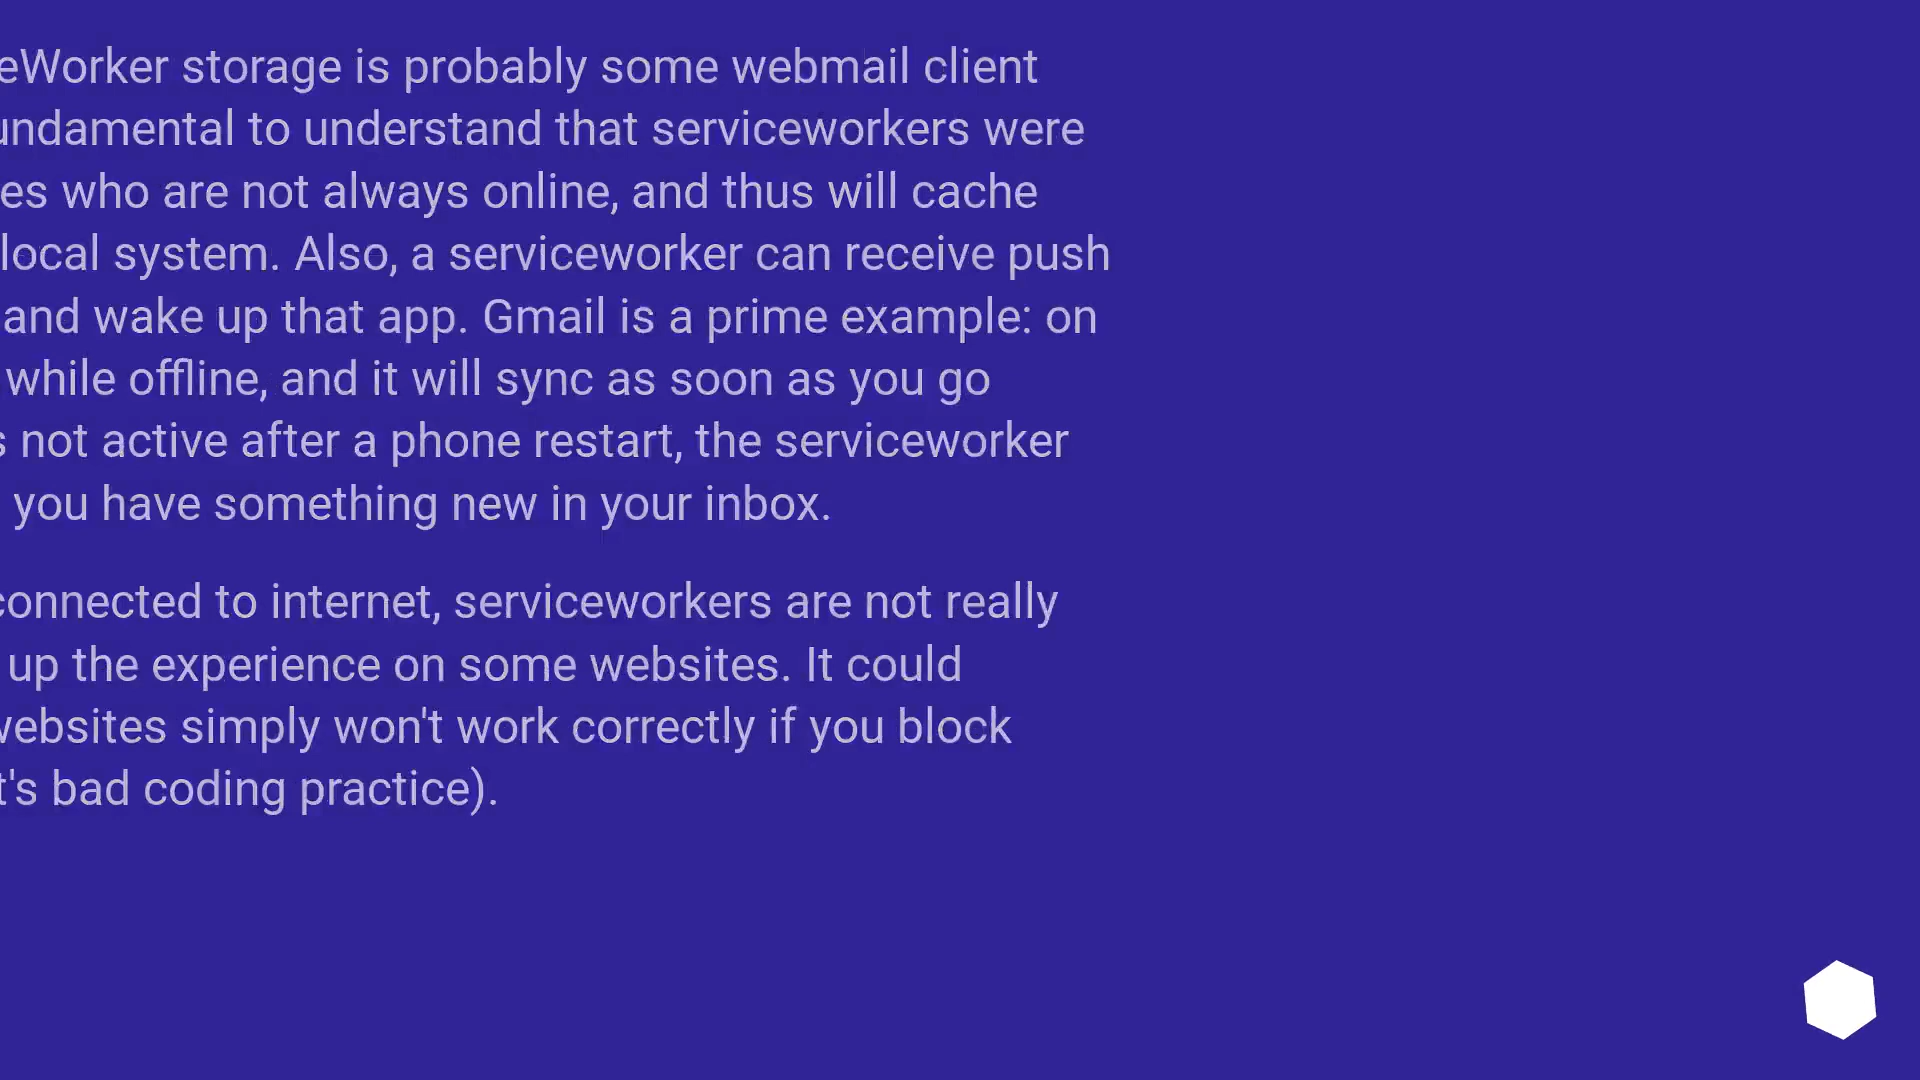 storage is probably some webmail client
to understand that serviceworkers were
who are not always online, and thus will cache
local system. Also, a serviceworker can receive push
and wake up that app. Gmail is a prime example: on
while offline, and it will sync as soon as you go
not active after a phone restart, the serviceworker
you have something new in your inbox.
connected to internet, serviceworkers are not really
up the experience on some websites. It could
websites simply won't work correctly if you block
bad coding practice).